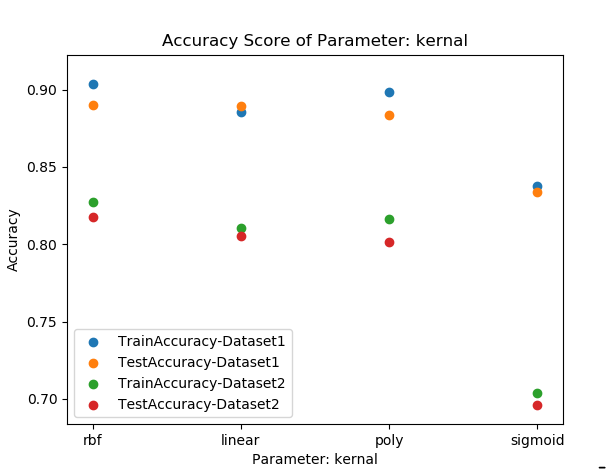 Accuracy Score of Parameter: kernal
0.90
0.85
0.80
0.75
0.70
Accuracy
TrainAccuracy-Dataset1
TestAccuracy-Dataset1
TrainAccuracy-Dataset2
TestAccuracy-Dataset2
rbf linear poly sigmoid
Parameter: kernal